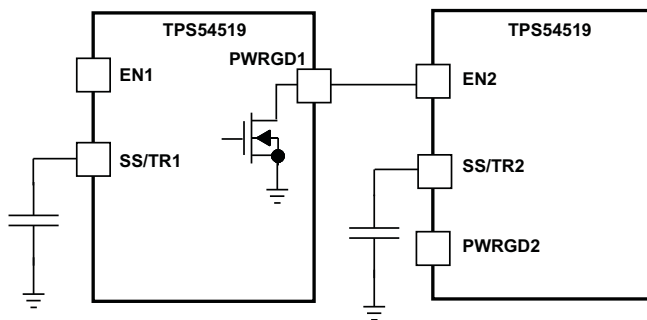 TPS54519
EN1
PWRGD1
SS/TR1
TPS54519
EN2
SS/TR2
PWRGD2